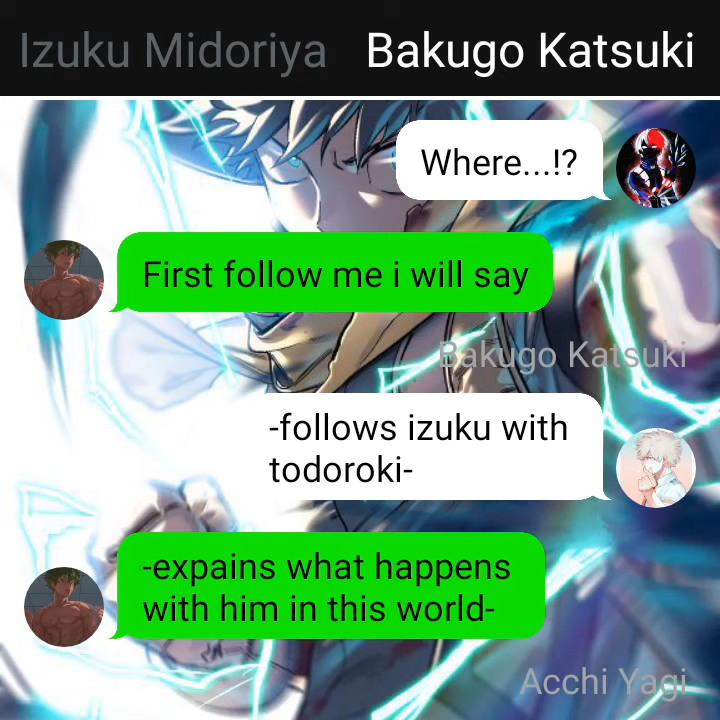 Izuku Midoriya Bakugo Katsuki
Where...!?
First follow me i will say
Bakugo Katsuki
-follows izuku with
todoroki-
-expains what happens
with him in this world-
Acchi Yagi